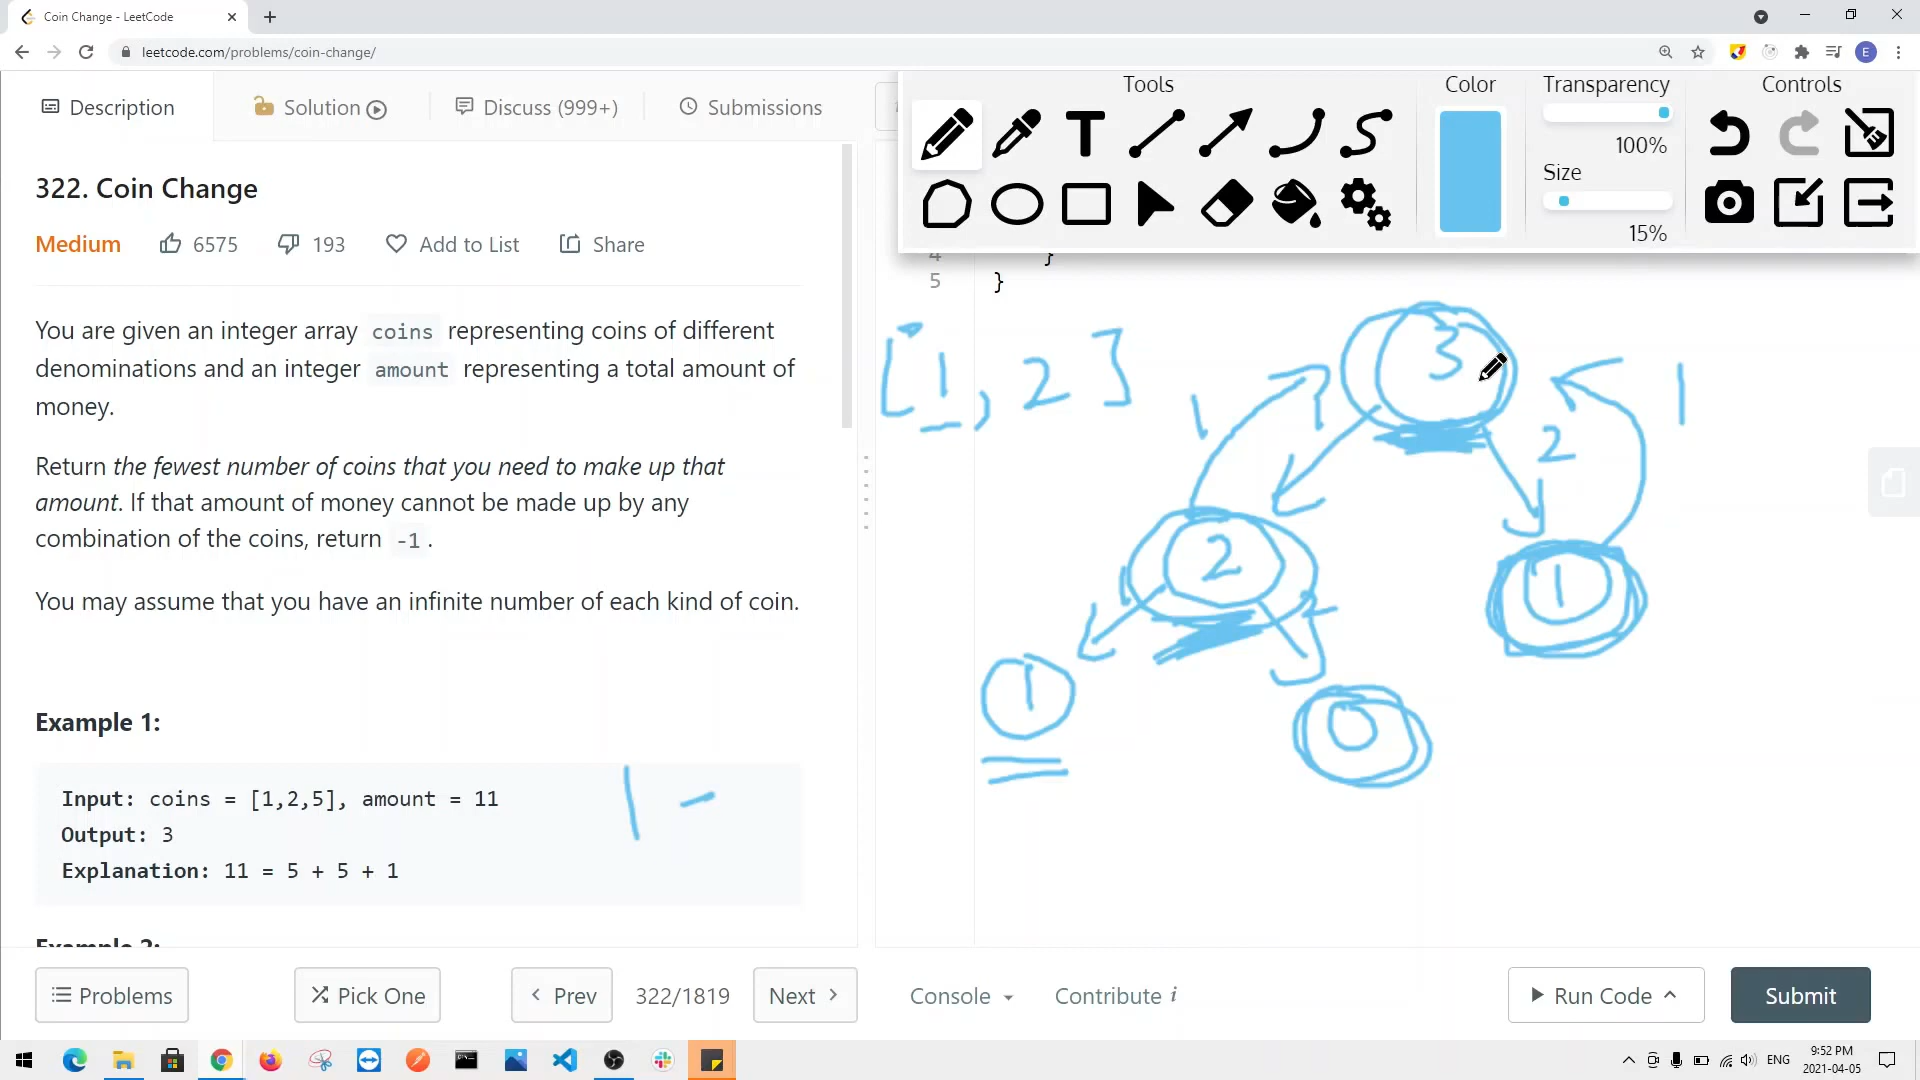 Coin Change - LeetCode
leetcode.com/problems/coin-change/
E
Description
Solution
Discuss (999+)
Submissions
Tools
Color
Transparency
Controls
100%
Size
15%
322. Coin Change
Medium
6575
193
Add to List
Share
4 }
5 }
You are given an integer array coins representing coins of different
denominations and an integer amount representing a total amount of
money.
Return the fewest number of coins that you need to make up that
amount. If that amount of money cannot be made up by any
combination of the coins, return -1 .
You may assume that you have an infinite number of each kind of coin.
Example 1:
Input: coins = [1,2,5], amount = 11
Output: 3
Explanation: 11 = 5 + 5 + 1
1 -
[1, 2]
3
1
1
2
1
2
1
1
2
1
0
Problems
Pick One
Prev
322/1819
Next
Console
Contribute i
Run Code
Submit
ENG
9:52 PM
2021-04-05